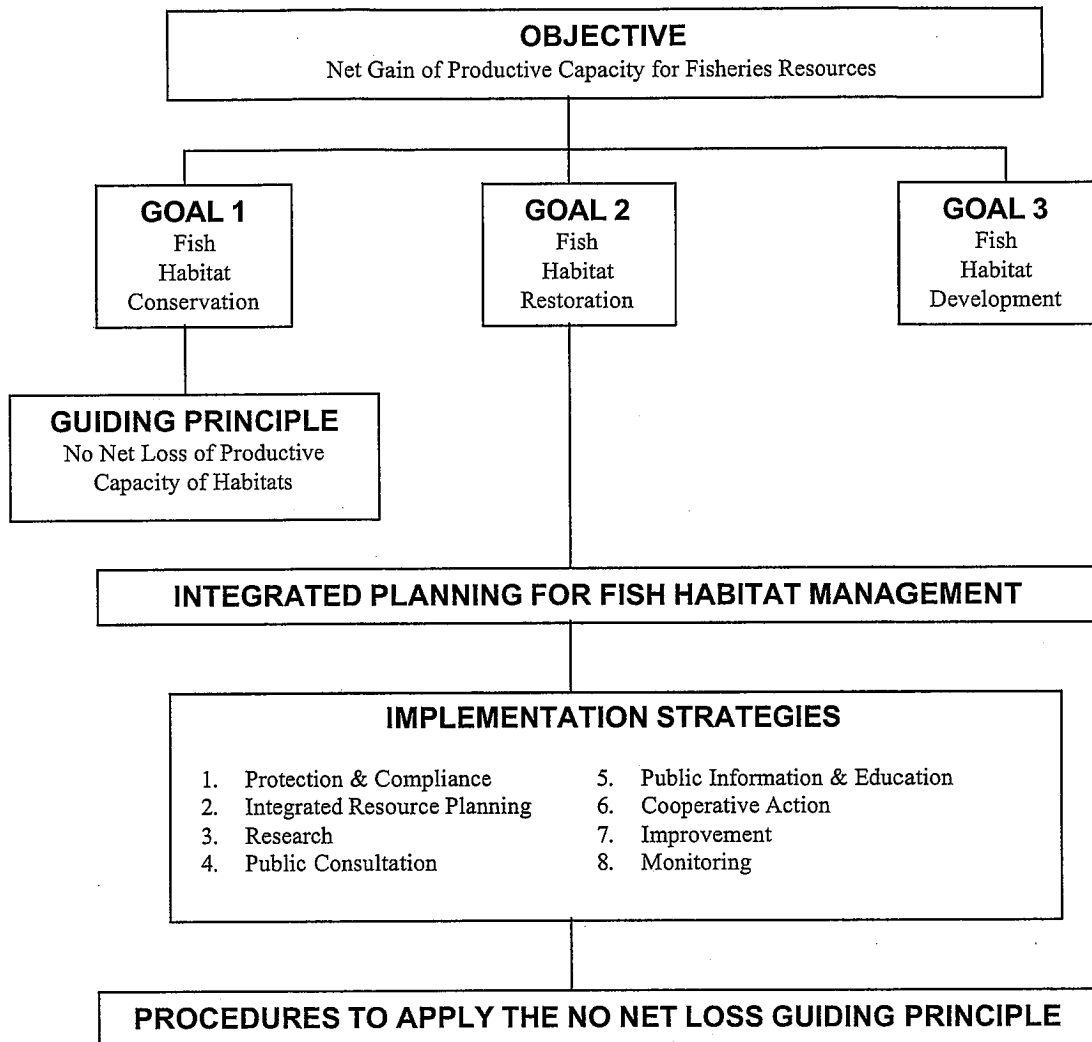 OBJECTIVE
Net Gain of Productive Capacity for Fisheries Resources
GOAL 1
Fish
Habitat
Conservation
GOAL 2
Fish
Habitat
Restoration
GOAL 3
Fish
Habitat
Development
GUIDING PRINCIPLE
No Net Loss of Productive
Capacity of Habitats
INTEGRATED PLANNING FOR FISH HABITAT MANAGEMENT
IMPLEMENTATION STRATEGIES
1. Protection & Compliance
2. Integrated Resource Planning
3. Research
4. Public Consultation
5. Public Information & Education
6. Cooperative Action
7. Improvement
8. Monitoring
PROCEDURES TO APPLY THE NO NET LOSS GUIDING PRINCIPLE